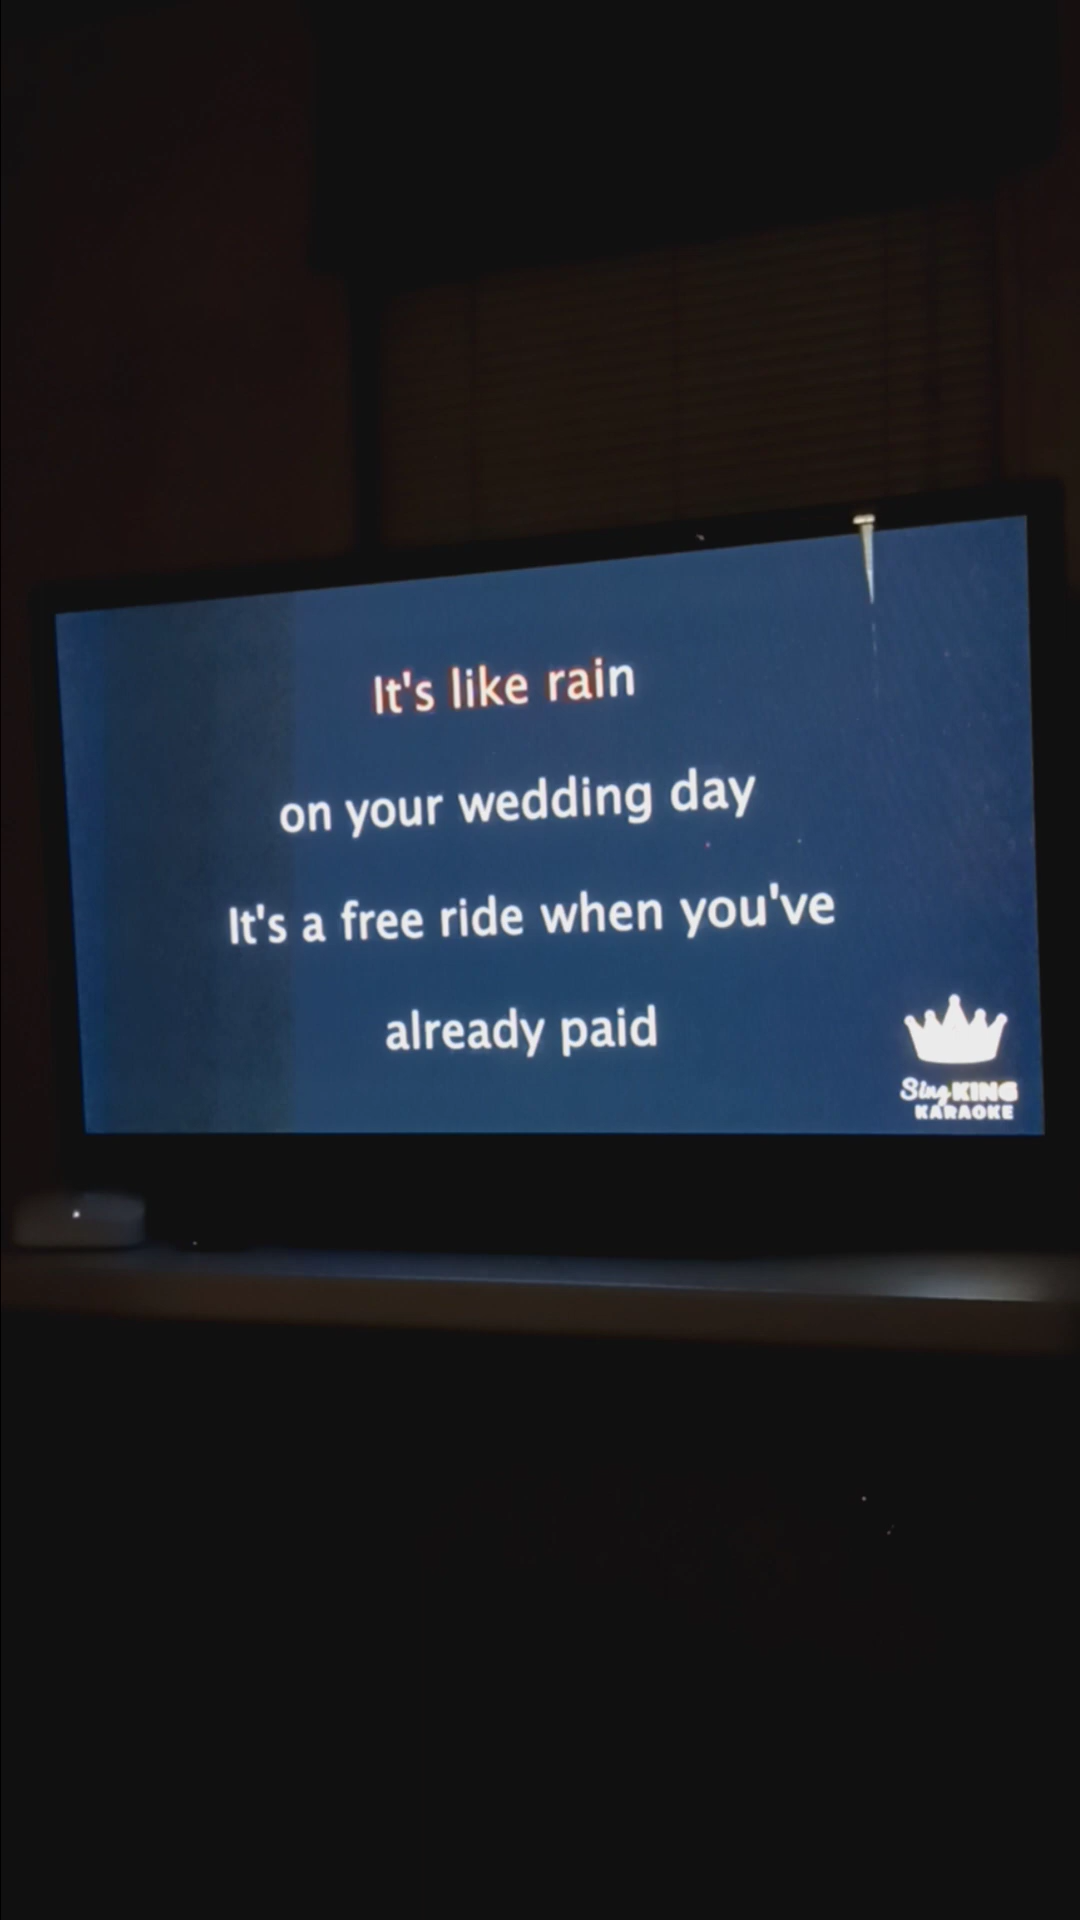 It's like rain
on your wedding day
It's a free ride when you've
already paid
Sing KING
KARAOKE